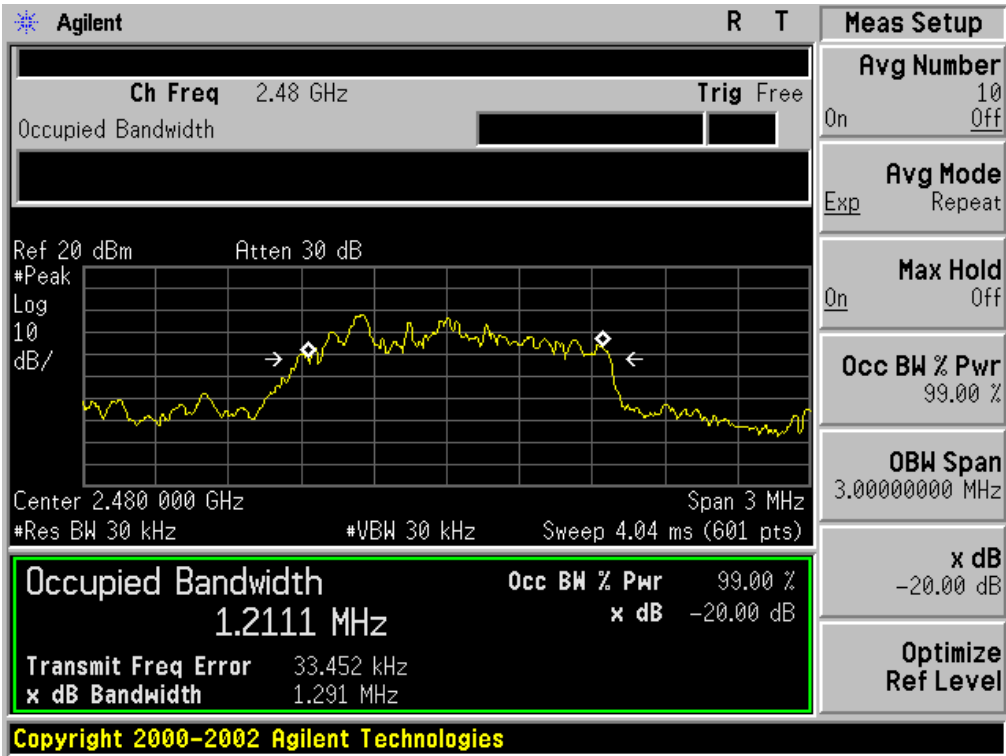 Agilent
R T
Ch Freq 2.48 GHz
Trig Free
Occupied Bandwidth
Ref 20 dBm
Atten 30 dB
#Peak
Log
10
dB/
Center 2.480 000 GHz
Span 3 MHz
#Res BW 30 kHz
#VBW 30 kHz
Sweep 4.04 ms (601 pts)
Occupied Bandwidth
1.2111 MHz
Occ BW % Pwr 99.00 %
x dB -20.00 dB
Transmit Freq Error 33.452 kHz
x dB Bandwidth 1.291 MHz
Copyright 2000-2002 Agilent Technologies
Meas Setup
Avg Number
10
On Off
Avg Mode
Exp Repeat
Max Hold
On Off
Occ BW % Pwr
99.00 %
OBW Span
3.00000000 MHz
x dB
-20.00 dB
Optimize
Ref Level